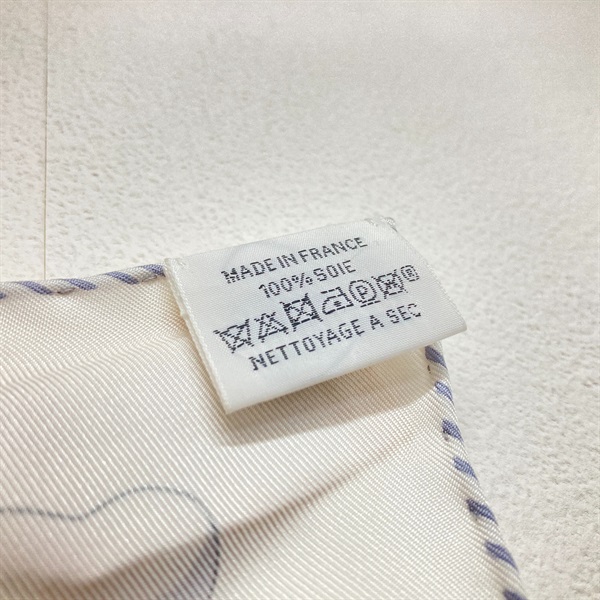 MADE IN FRANCE
100% SOIE
P
®
NETTOYAGE A SEC